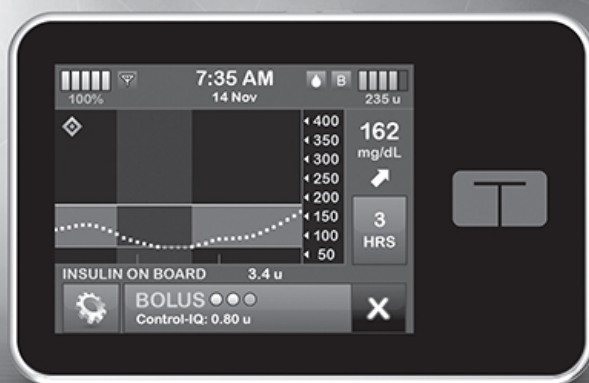 7:35 AM
14 Nov
100%
B
235 u
400
350
300
250
200
150
100
50
162
mg/dL
3
HRS
INSULIN ON BOARD 3.4 u
BOLUS
Control-IQ: 0.80 u
X
T